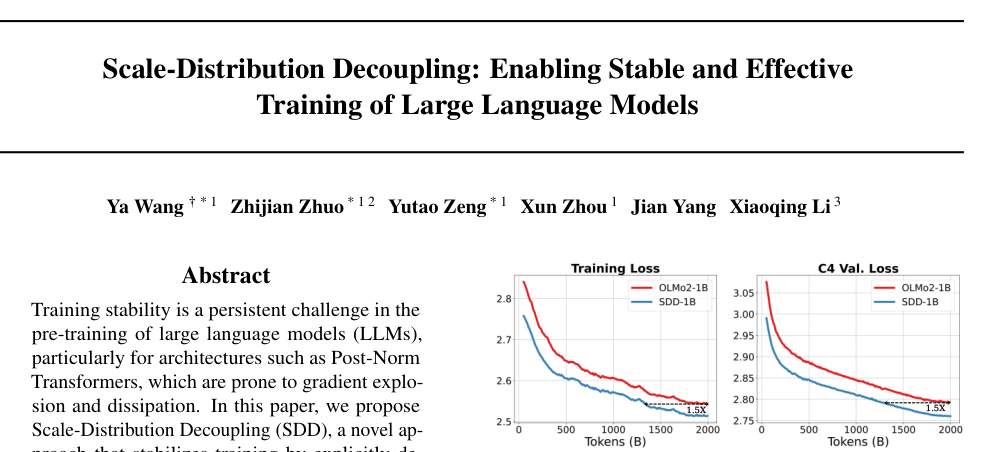 Scale-Distribution Decoupling: Enabling Stable and Effective
Training of Large Language Models
Ya Wang † * 1 Zhijian Zhuo * 1 2 Yutao Zeng * 1 Xun Zhou 1 Jian Yang Xiaoqing Li 3
Abstract
Training stability is a persistent challenge in the
pre-training of large language models (LLMs),
particularly for architectures such as Post-Norm
Transformers, which are prone to gradient explo-
sion and dissipation. In this paper, we propose
Scale-Distribution Decoupling (SDD), a novel ap-
proach that stabilizes training by explicitly de-
Training Loss
OLMo2-1B
SDD-1B
2.8
2.7
2.6
2.5
1.5X
0 500 1000 1500 2000
Tokens (B)
C4 Val. Loss
OLMo2-1B
SDD-1B
3.05
3.00
2.95
2.90
2.85
2.80
2.75
1.5X
0 500 1000 1500 2000
Tokens (B)